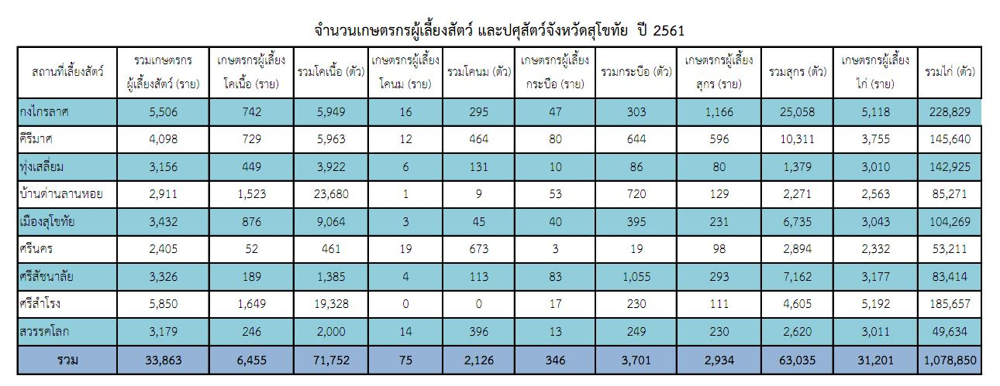 จำนวนเกษตรกรผู้เลี้ยงสัตว์ และปศุสัตว์จังหวัดสุโขทัย ปี 2561
สถานที่เลี้ยงสัตว์ รวมเกษตรกรผู้เลี้ยงสัตว์ (ราย) เกษตรกรผู้เลี้ยงโคเนื้อ (ราย) รวมโคเนื้อ (ตัว) เกษตรกรผู้เลี้ยงโคนม (ราย) รวมโคนม (ตัว) เกษตรกรผู้เลี้ยงกระบือ (ราย) รวมกระบือ (ตัว) เกษตรกรผู้เลี้ยงสุกร (ราย) รวมสุกร (ตัว) เกษตรกรผู้เลี้ยงไก่ (ราย) รวมไก่ (ตัว)
กงไกรลาศ 5,506 742 5,949 16 295 47 303 1,166 25,058 5,118 228,829
คีรีมาศ 4,098 729 5,963 12 464 80 644 596 10,311 3,755 145,640
ทุ่งเสลี่ยม 3,156 449 3,922 6 131 10 86 80 1,379 3,010 142,925
บ้านด่านลานหอย 2,911 1,523 23,680 1 9 53 720 129 2,271 2,563 85,271
เมืองสุโขทัย 3,432 876 9,064 3 45 40 395 231 6,735 3,043 104,269
ศรีนคร 2,405 52 461 19 673 3 19 98 2,894 2,332 53,211
ศรีสัชนาลัย 3,326 189 1,385 4 113 83 1,055 293 7,162 3,177 83,414
ศรีสำโรง 5,850 1,649 19,328 0 0 17 230 111 4,605 5,192 185,657
สวรรคโลก 3,179 246 2,000 14 396 13 249 230 2,620 3,011 49,634
รวม 33,863 6,455 71,752 75 2,126 346 3,701 2,934 63,035 31,201 1,078,850